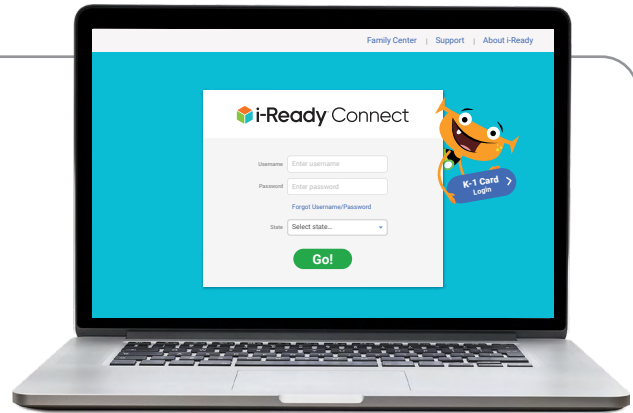 Family Center | Support | About i-Ready
i-Ready Connect
Username Enter username
Password Enter password
Forgot Username/Password
State Select state...
Go!
K-1 Card
Login